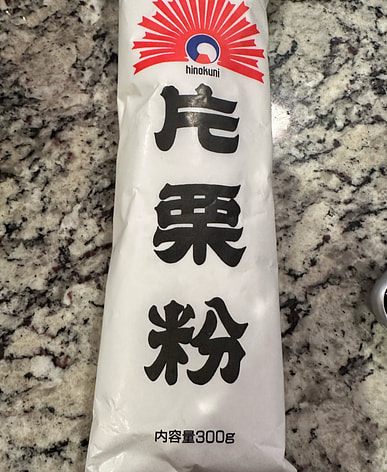 hinokuni
片
栗
粉
内容量300g